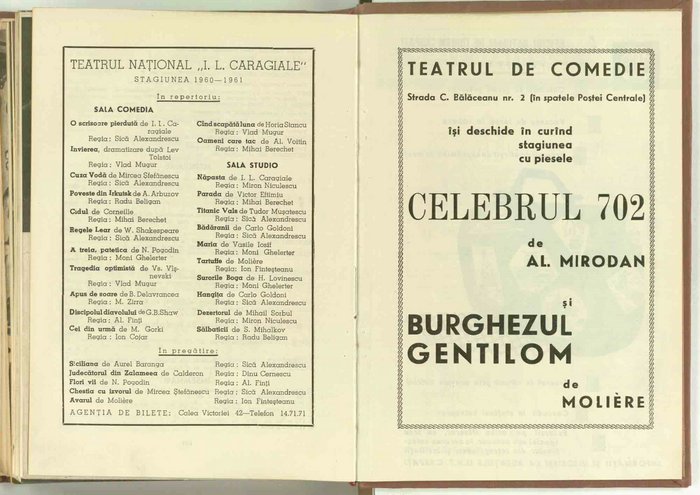 TEATRUL NAȚIONAL „I. L. CARAGIALE"
STAGIUNEA 1960—1961
În repertoriu:
SALA COMEDIA
O scrisoare pierdută de I. L. Ca-
ragiale
Regia: Sică Alexandrescu
Învierea, dramatizare după Lev
Tolstoi
Regia: Vlad Mugur
Cuza Vodă de Mircea Ștefănescu
Regia: Sică Alexandrescu
Poveste din Irkutsk de A. Arbuzov
Regia: Radu Beligan
Cidul de Corneille
Regia: Mihai Berechet
Regele Lear de W. Shakespeare
Regia: Sică Alexandrescu
A treia, patetica de N. Pogodin
Regia: Moni Ghelerter
Tragedia optimistă de Vs. Viș-
nevski
Regia: Vlad Mugur
Apus de soare de B. Delavrancea
Regia: M. Zirra
Discipolul diavolului de G.B.Shaw
Regia: Al. Finți
Cei din urmă de M. Gorki
Regia: Ion Cojar
Cînd scapătă luna de Horia Stancu
Regia: Vlad Mugur
Oameni care tac de Al. Voitin
Regia: Mihai Berechet
SALA STUDIO
Năpasta de I. L. Caragiale
Regia: Miron Niculescu
Parada de Victor Eftimiu
Regia: Mihai Berechet
Titanic Vals de Tudor Mușatescu
Regia: Sică Alexandrescu
Bădăranii de Carlo Goldoni
Regia: Sică Alexandrescu
Maria de Vasile Iosif
Regia: Moni Ghelerter
Tartuffe de Molière
Regia: Ion Finteșteanu
Surorile Boga de H. Lovinescu
Regia: Moni Ghelerter
Hangița de Carlo Goldoni
Regia: Sică Alexandrescu
Dezertorul de Mihail Sorbul
Regia: Miron Niculescu
Sălbaticii de S. Mihalkov
Regia: Radu Beligan
În pregătire:
Siciliana de Aurel Baranga Regia: Sică Alexandrescu
Judecătorul din Zalameea de Calderon Regia: Dinu Cernescu
Flori vii de N. Pogodin Regia: Al. Finți
Chestia cu izvorul de Mircea Ștefănescu Regia: Sică Alexandrescu
Avarul de Molière Regia: Ion Finteșteanu
AGENȚIA DE BILETE: Calea Victoriei 42—Telefon 14.71.71
TEATRUL DE COMEDIE
Strada C. Bălăceanu nr. 2 (în spatele Poștei Centrale)
își deschide în curînd
stagiunea
cu piesele
CELEBRUL 702
de
AL. MIRODAN
și
BURGHEZUL
GENTILOM
de
MOLIÈRE